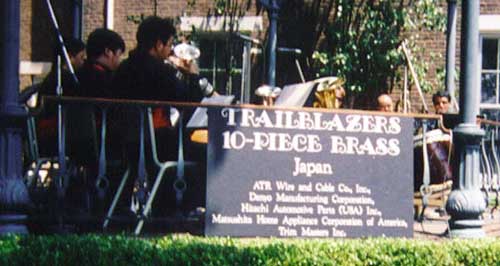 TRAILBLAZERS
10-PIECE BRASS
Japan
ATR Wire and Cable Co., Inc.,
Denyo Manufacturing Corporation,
Hitachi Automotive Parts (USA) Inc.,
Matsushita Home Appliance Corporation of America,
Trim Masters Inc.